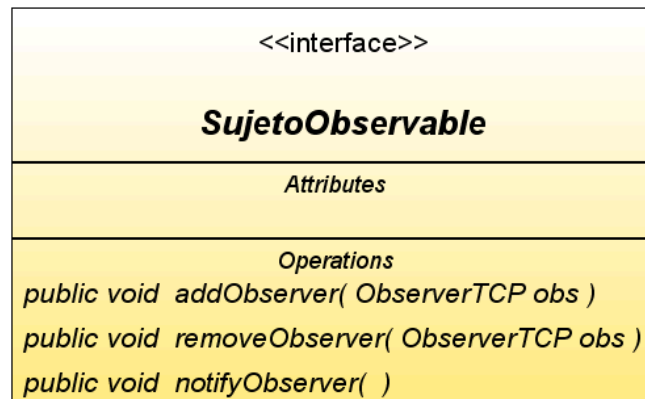 <<interface>>
SujetoObservable
Attributes
Operations
public void addObserver( ObserverTCP obs )
public void removeObserver( ObserverTCP obs )
public void notifyObserver( )